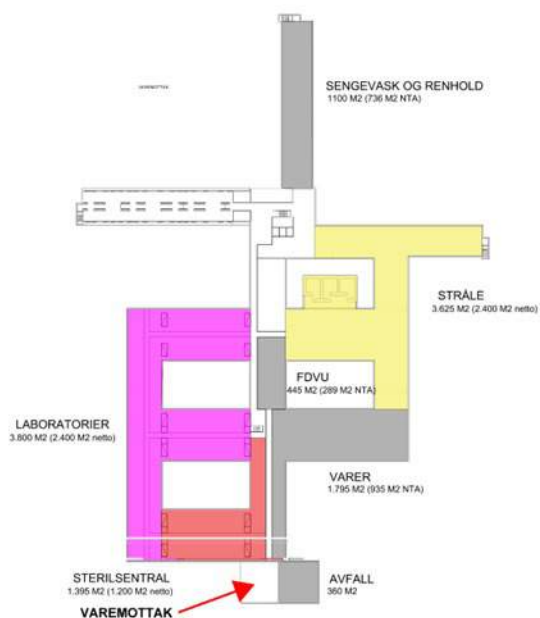 VAREMOTTAK
SENGEVASK OG RENHOLD
1100 M2 (736 M2 NTA)
STRÅLE
3.625 M2 (2.400 M2 netto)
FDVU
445 M2 (289 M2 NTA)
LABORATORIER
3.800 M2 (2.400 M2 netto)
VARER
1.795 M2 (935 M2 NTA)
STERILSENTRAL
1.395 M2 (1.200 M2 netto)
AVFALL
360 M2
VAREMOTTAK